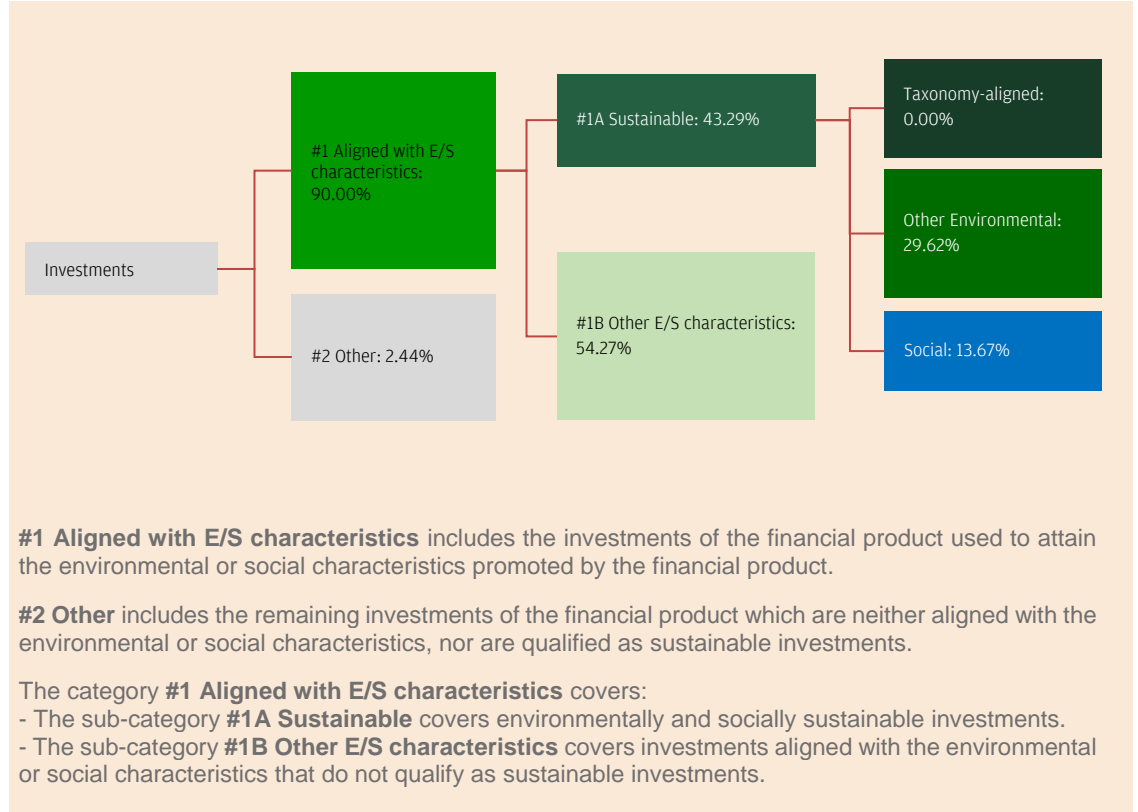 Investments
#1 Aligned with E/S
characteristics:
90.00%
#2 Other: 2.44%
#1A Sustainable: 43.29%
#1B Other E/S characteristics:
54.27%
Taxonomy-aligned:
0.00%
Other Environmental:
29.62%
Social: 13.67%
#1 Aligned with E/S characteristics includes the investments of the financial product used to attain
the environmental or social characteristics promoted by the financial product.
#2 Other includes the remaining investments of the financial product which are neither aligned with the
environmental or social characteristics, nor are qualified as sustainable investments.
The category #1 Aligned with E/S characteristics covers:
- The sub-category #1A Sustainable covers environmentally and socially sustainable investments.
- The sub-category #1B Other E/S characteristics covers investments aligned with the environmental
or social characteristics that do not qualify as sustainable investments.